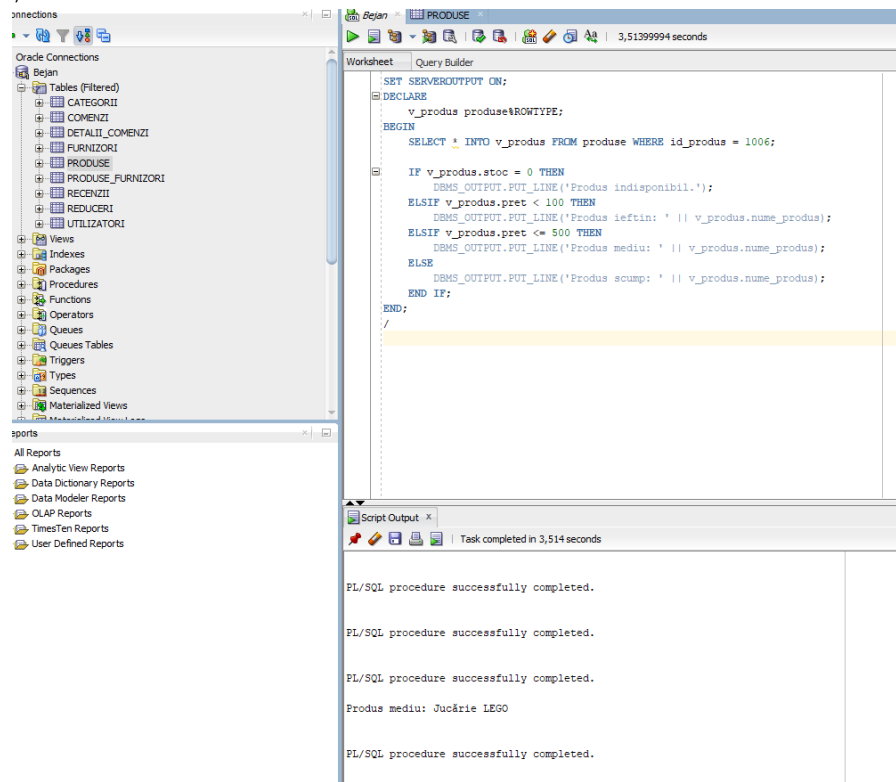 onnections
Oracle Connections
Bejan
Tables (Filtered)
CATEGORII
COMENZI
DETALII_COMENZI
FURNIZORI
PRODUSE
PRODUSE_FURNIZORI
RECENZII
REDUCERI
UTILIZATORI
Views
Indexes
Packages
Procedures
Functions
Operators
Queues
Queues Tables
Triggers
Types
Sequences
Materialized Views
Materialized View Logs
eports
All Reports
Analytic View Reports
Data Dictionary Reports
Data Modeler Reports
OLAP Reports
TimesTen Reports
User Defined Reports
Bejan PRODUSE
3,51399994 seconds
Worksheet Query Builder
SET SERVEROUTPUT ON;
DECLARE
v_produs produse%ROWTYPE;
BEGIN
SELECT * INTO v_produs FROM produse WHERE id_produs = 1006;
IF v_produs.stoc = 0 THEN
DBMS_OUTPUT.PUT_LINE('Produs indisponibil.');
ELSIF v_produs.pret < 100 THEN
DBMS_OUTPUT.PUT_LINE('Produs ieftin: ' || v_produs.nume_produs);
ELSIF v_produs.pret <= 500 THEN
DBMS_OUTPUT.PUT_LINE('Produs mediu: ' || v_produs.nume_produs);
ELSE
DBMS_OUTPUT.PUT_LINE('Produs scump: ' || v_produs.nume_produs);
END IF;
END;
/
Script Output x
Task completed in 3,514 seconds
PL/SQL procedure successfully completed.
PL/SQL procedure successfully completed.
PL/SQL procedure successfully completed.
Produs mediu: Jucărie LEGO
PL/SQL procedure successfully completed.